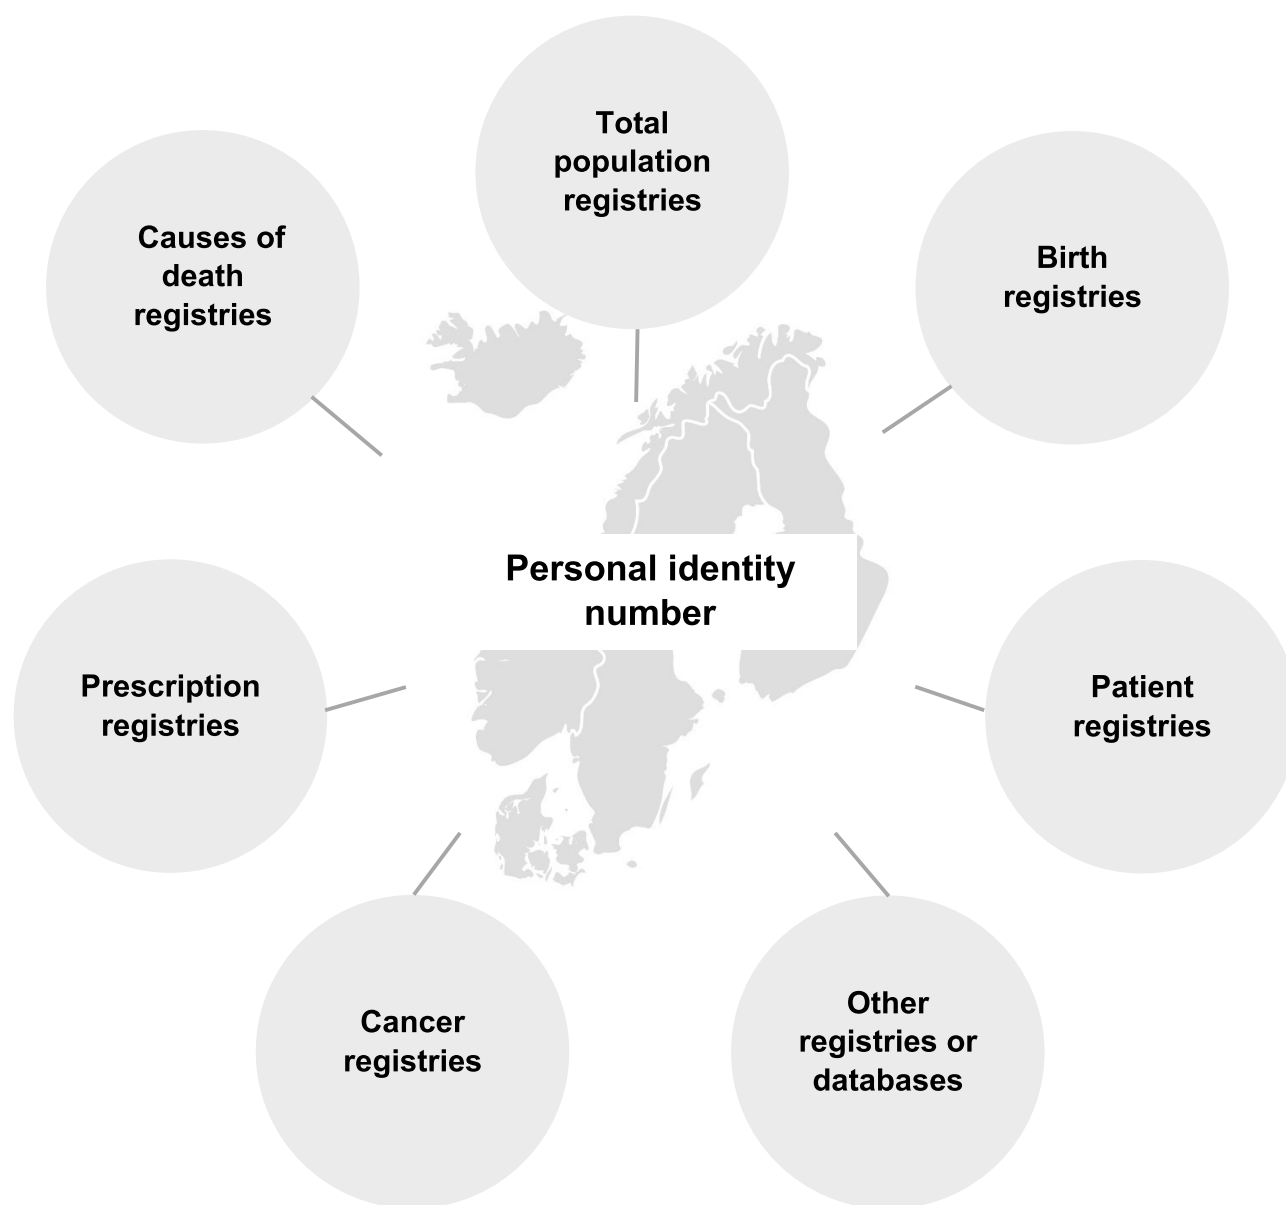 Total
population
registries
Causes of
death
registries
Birth
registries
Personal identity
number
Prescription
registries
Patient
registries
Cancer
registries
Other
registries or
databases